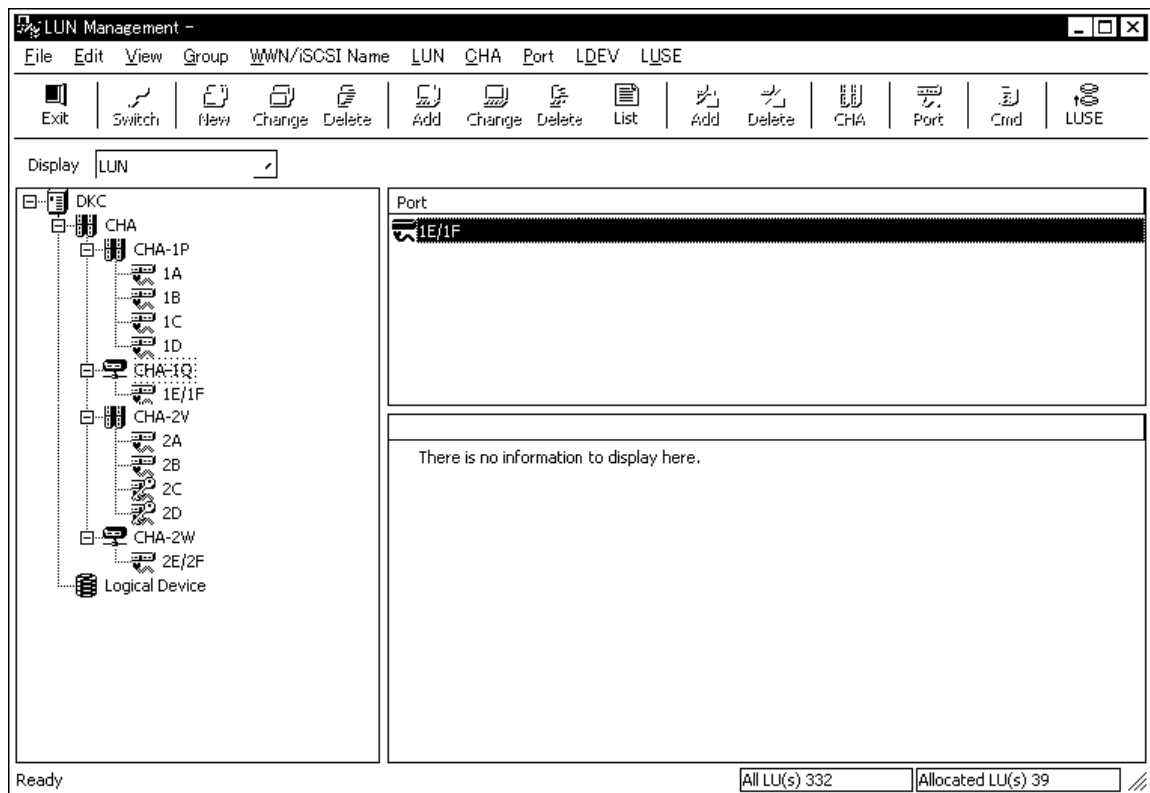 LUN Management -
File Edit View Group WWN/iSCSI Name LUN CHA Port LDEV LUSE
Exit Switch New Change Delete Add Change Delete List Add Delete CHA Port Cmd LUSE
Display LUN
DKC
CHA
CHA-1P
1A
1B
1C
1D
CHA-1Q
1E/1F
CHA-2V
2A
2B
2C
2D
CHA-2W
2E/2F
Logical Device
Port
1E/1F
There is no information to display here.
Ready All LU(s) 332 Allocated LU(s) 39